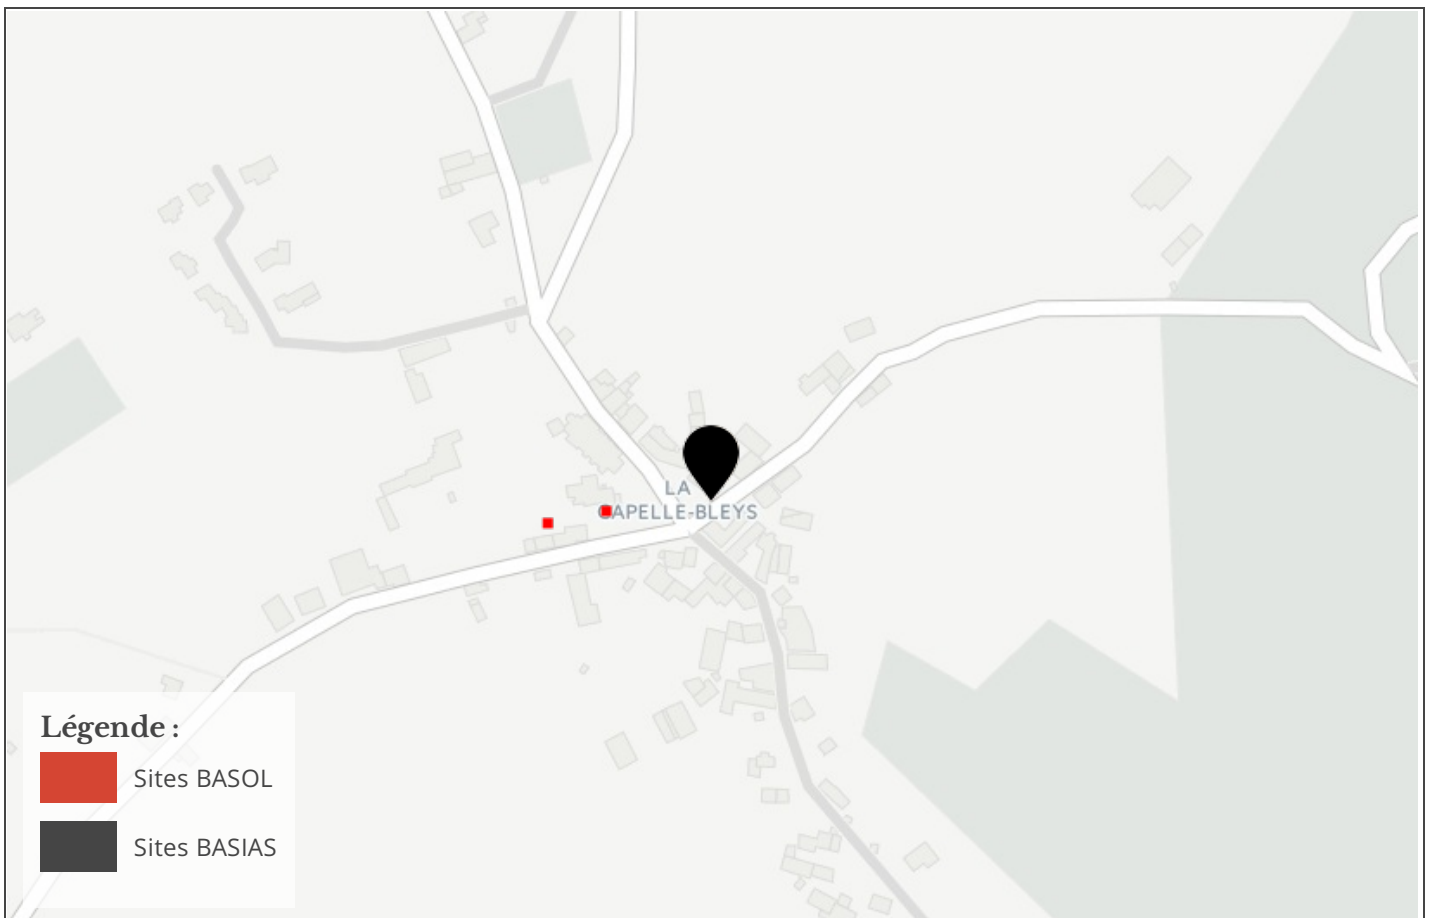 LA
CAPELLE-BLEYS
Légende :
Sites BASOL
Sites BASIAS